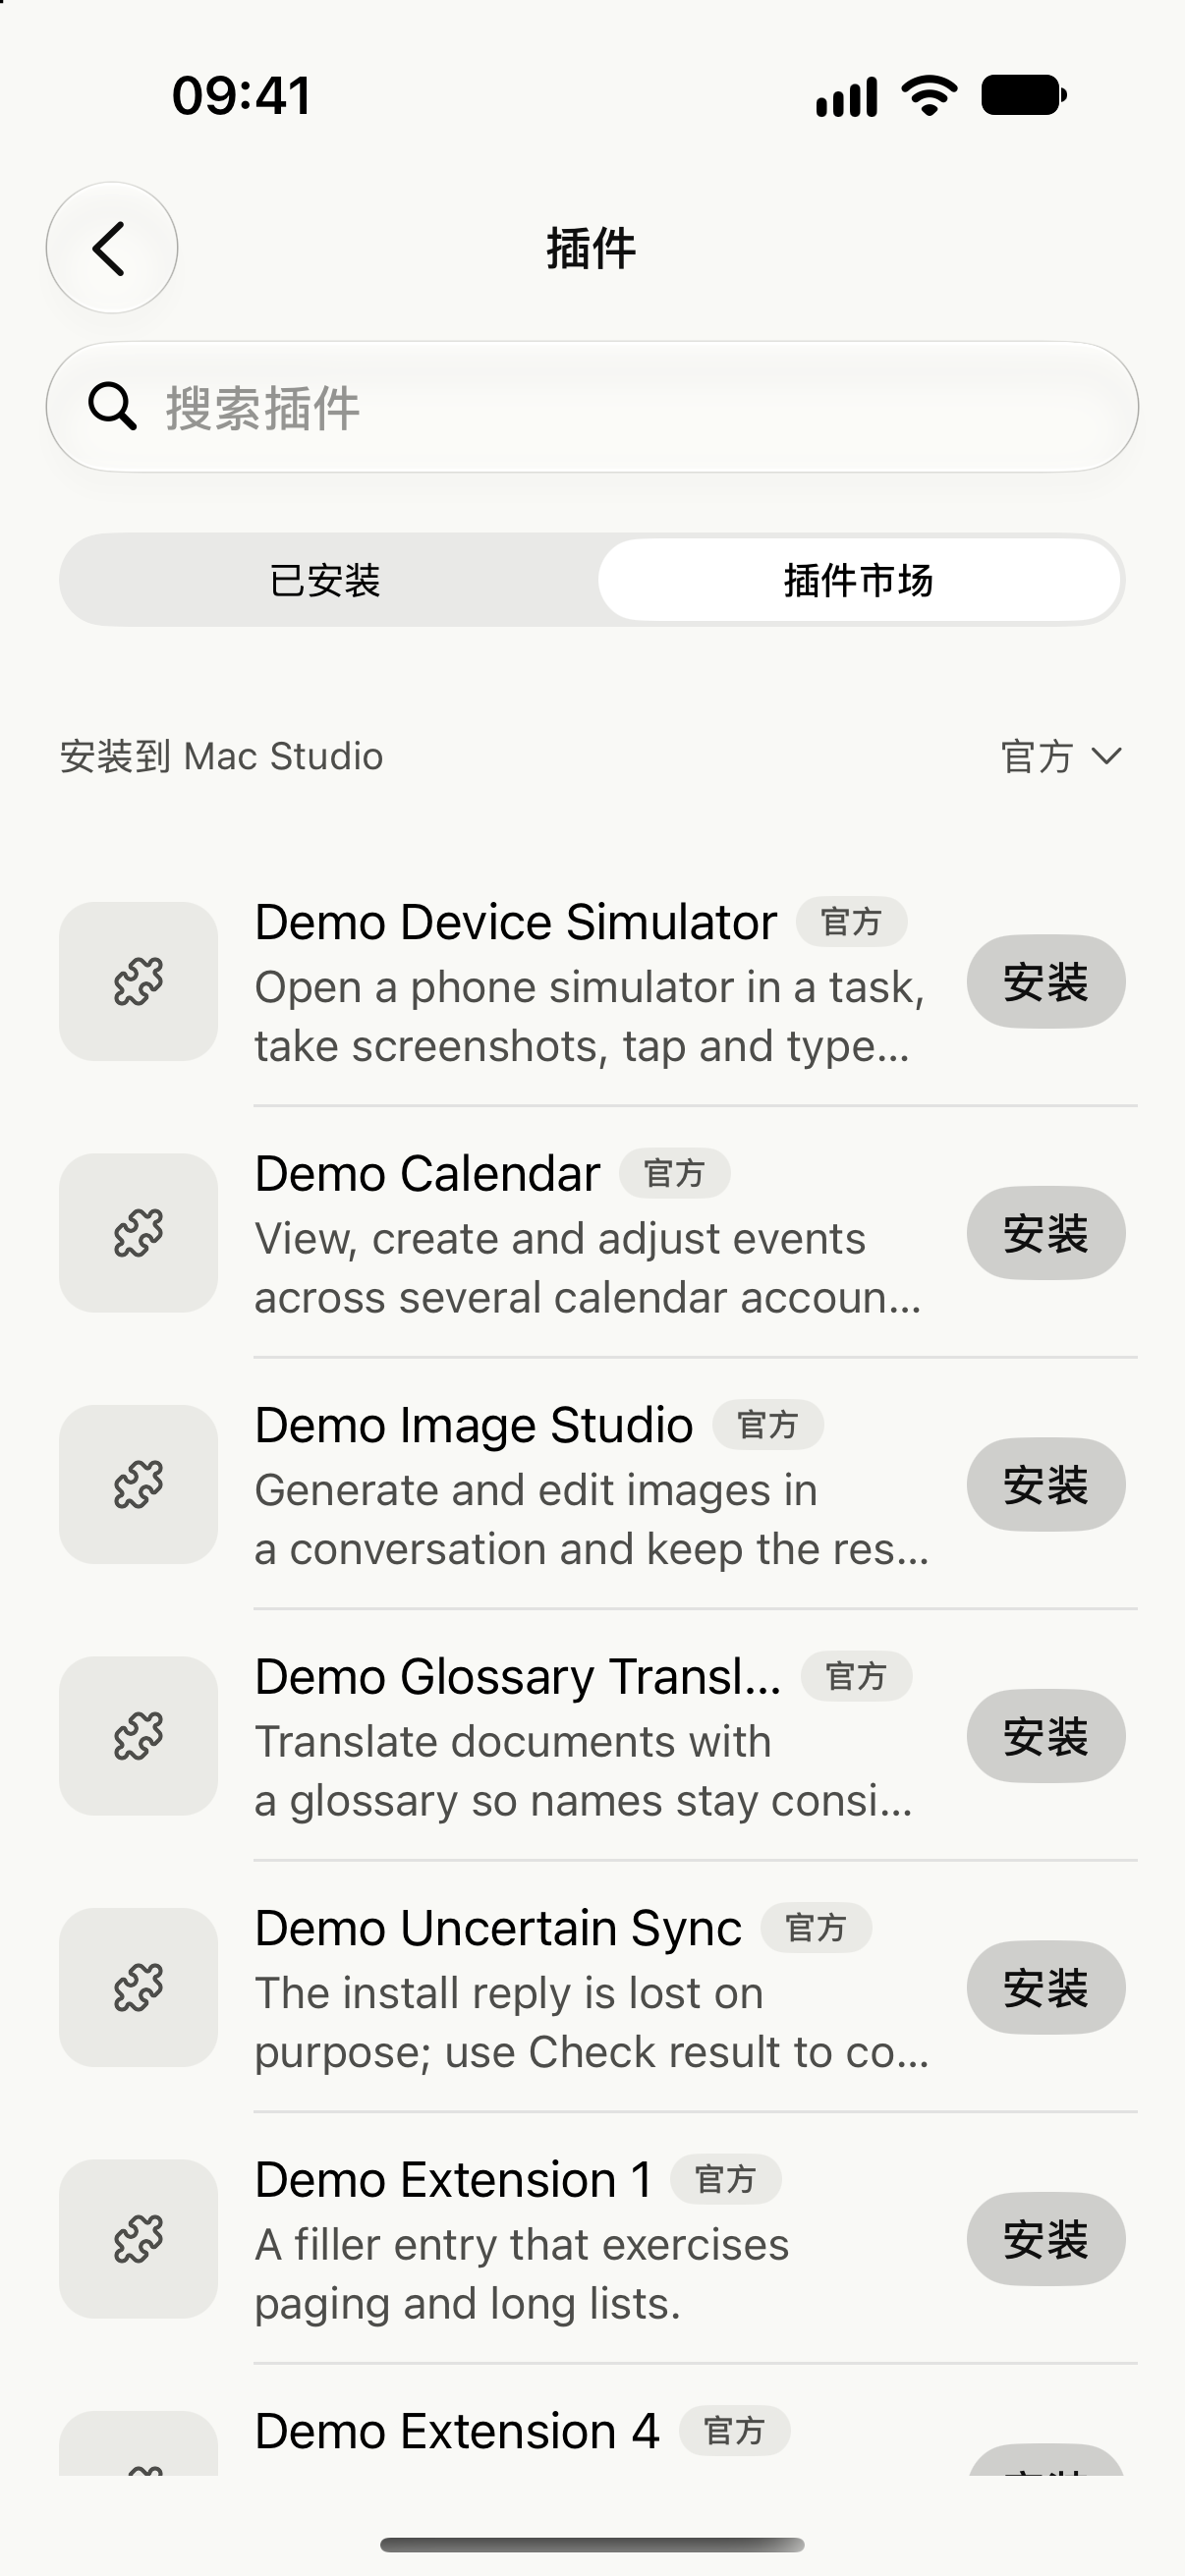 09:41
插件
搜索插件
已安装
插件市场
安装到 Mac Studio
官方
Demo Device Simulator 官方
Open a phone simulator in a task,
take screenshots, tap and type...
安装
Demo Calendar 官方
View, create and adjust events
across several calendar accoun...
安装
Demo Image Studio 官方
Generate and edit images in
a conversation and keep the res...
安装
Demo Glossary Transl... 官方
Translate documents with
a glossary so names stay consi...
安装
Demo Uncertain Sync 官方
The install reply is lost on
purpose; use Check result to co...
安装
Demo Extension 1 官方
A filler entry that exercises
paging and long lists.
安装
Demo Extension 4 官方